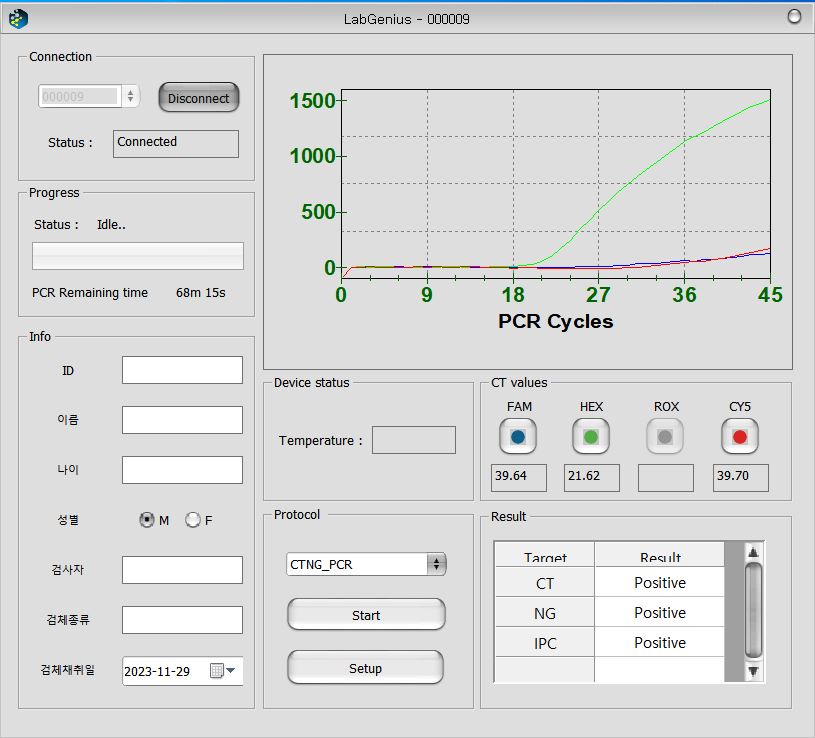 LabGenius - 000009
Connection
000009
Disconnect
Status :
Connected
Progress
Status : Idle..
PCR Remaining time 68m 15s
Info
ID
이름
나이
성별
M
F
검사자
검체종류
검체채취일
2023-11-29
1500
1000
500
0
0 9 18 27 36 45
PCR Cycles
Device status
Temperature :
Protocol
CTNG_PCR
Start
Setup
CT values
FAM HEX ROX CY5
39.64 21.62 39.70
Result
Target Result
CT Positive
NG Positive
IPC Positive